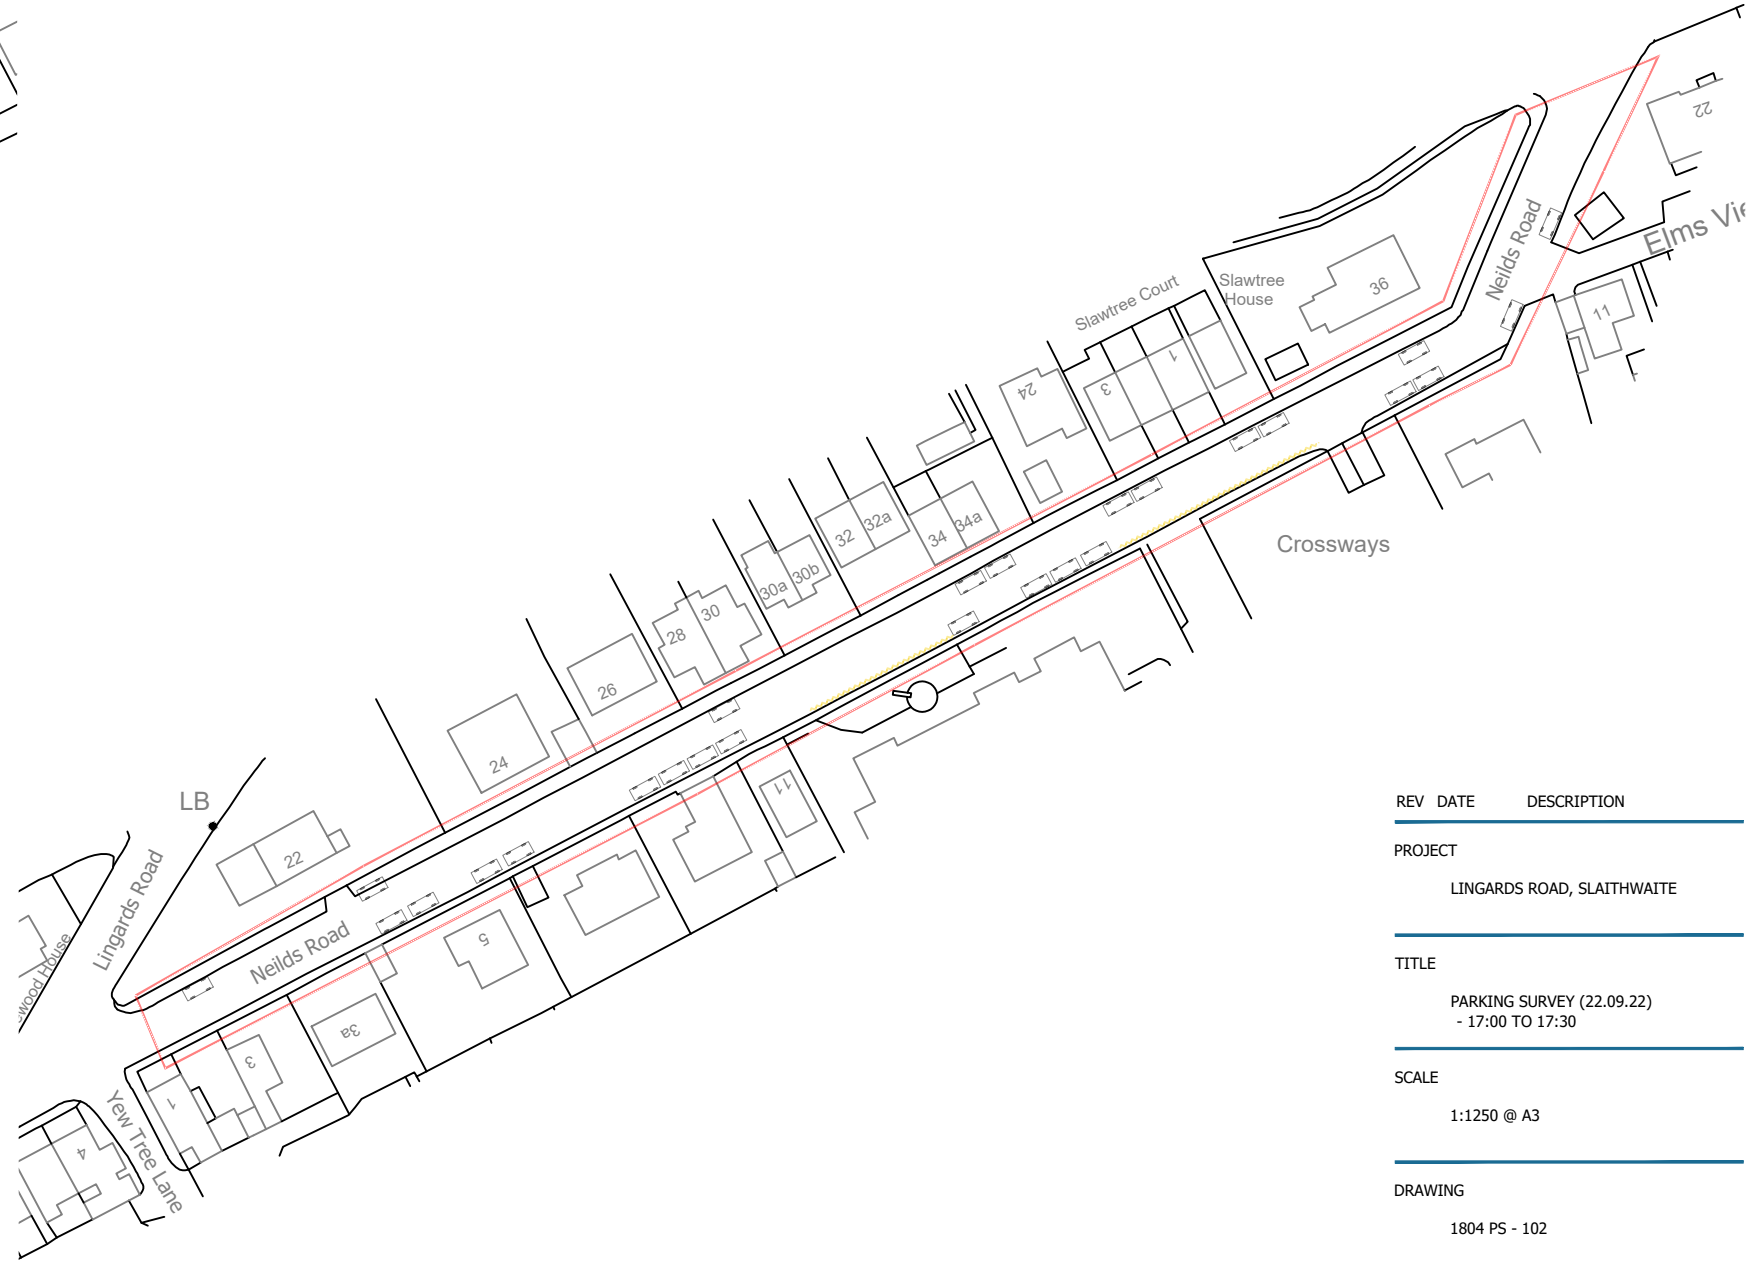 22
Elms Vie
Neilds Road
11
36
Slawtree
House
Slawtree Court
1
3
24
34a
34
32a
32
30b
30a
30
28
26
24
22
LB
Lingards Road
ewood House
Neilds Road
Crossways
11
5
3a
3
1
4
Yew Tree Lane
REV DATE DESCRIPTION
PROJECT
LINGARDS ROAD, SLAITHWAITE
TITLE
PARKING SURVEY (22.09.22)
- 17:00 TO 17:30
SCALE
1:1250 @ A3
DRAWING
1804 PS - 102